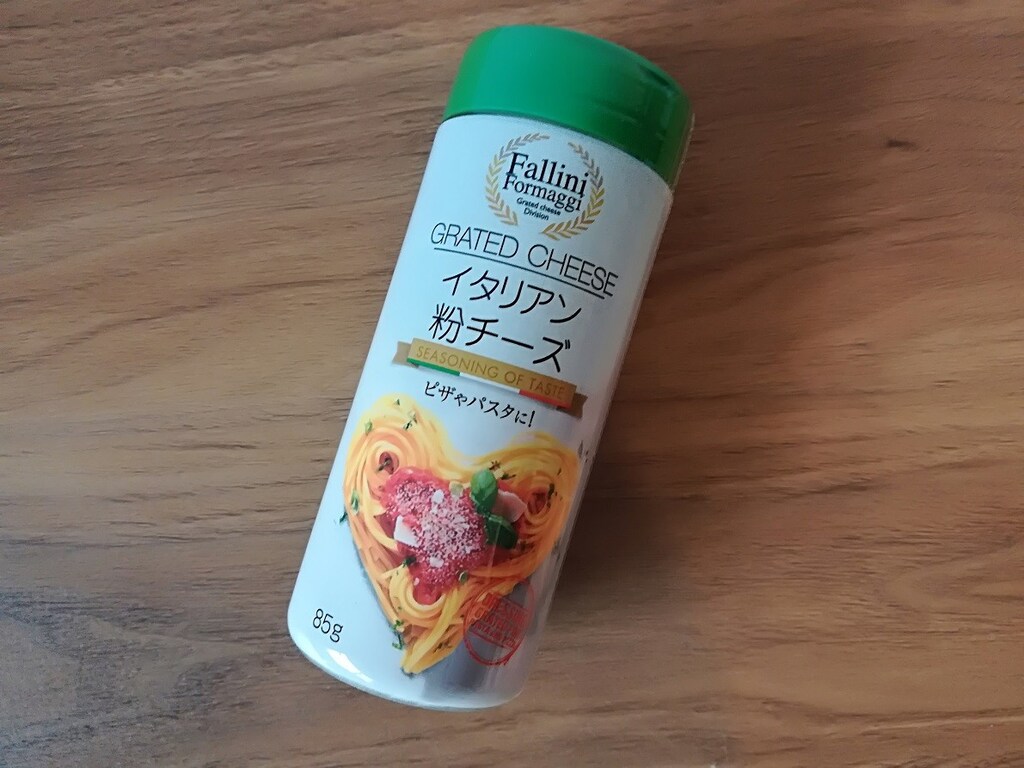 Fallini
Formaggi
Grated cheese
Division
GRATED CHEESE
イタリアン
粉チーズ
SEASONING OF TASTE
ピザやパスタに!
85g